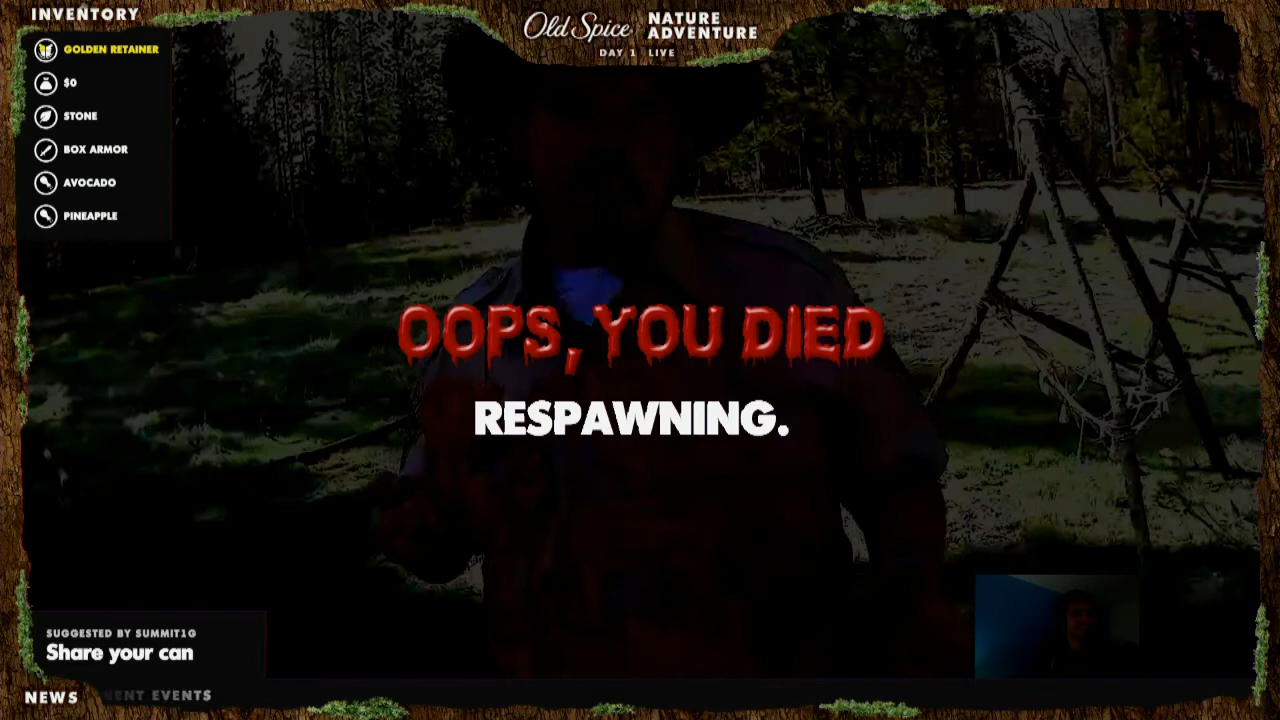 INVENTORY
GOLDEN RETAINER
$0
STONE
BOX ARMOR
AVOCADO
PINEAPPLE
Old Spice
NATURE
ADVENTURE
DAY 1 LIVE
OOPS, YOU DIED
RESPAWNING.
SUGGESTED BY SUMMIT1G
Share your can
NEWS
EVENTS